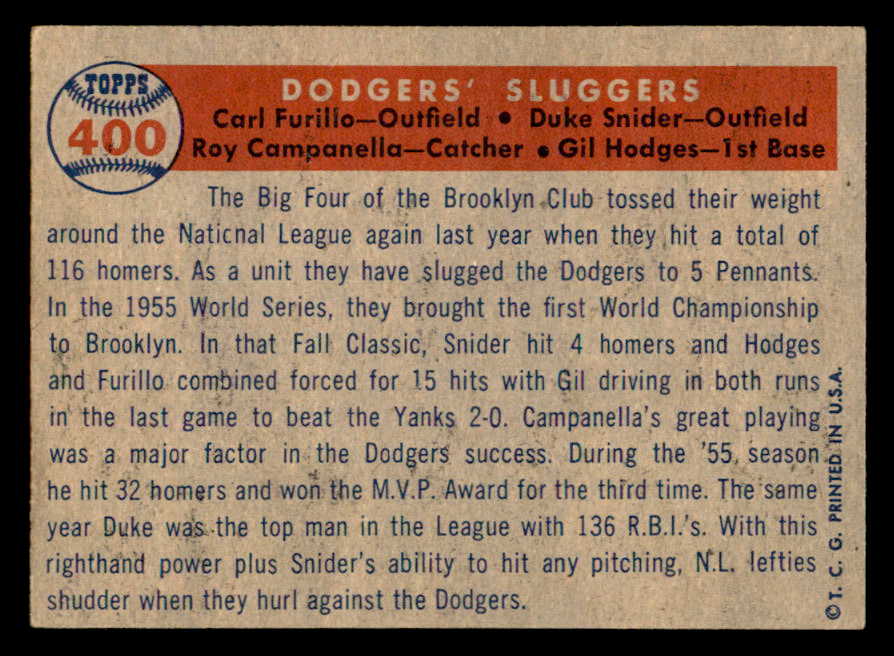 TOPPS
400
DODGERS' SLUGGERS
Carl Furillo—Outfield • Duke Snider—Outfield
Roy Campanella—Catcher • Gil Hodges—1st Base
The Big Four of the Brooklyn Club tossed their weight
around the National League again last year when they hit a total of
116 homers. As a unit they have slugged the Dodgers to 5 Pennants.
In the 1955 World Series, they brought the first World Championship
to Brooklyn. In that Fall Classic, Snider hit 4 homers and Hodges
and Furillo combined forced for 15 hits with Gil driving in both runs
in the last game to beat the Yanks 2-0. Campanella's great playing
was a major factor in the Dodgers success. During the '55 season
he hit 32 homers and won the M.V.P. Award for the third time. The same
year Duke was the top man in the League with 136 R.B.I.'s. With this
righthand power plus Snider's ability to hit any pitching, N.L. lefties
shudder when they hurl against the Dodgers.
© T. C. G. PRINTED IN U.S.A.